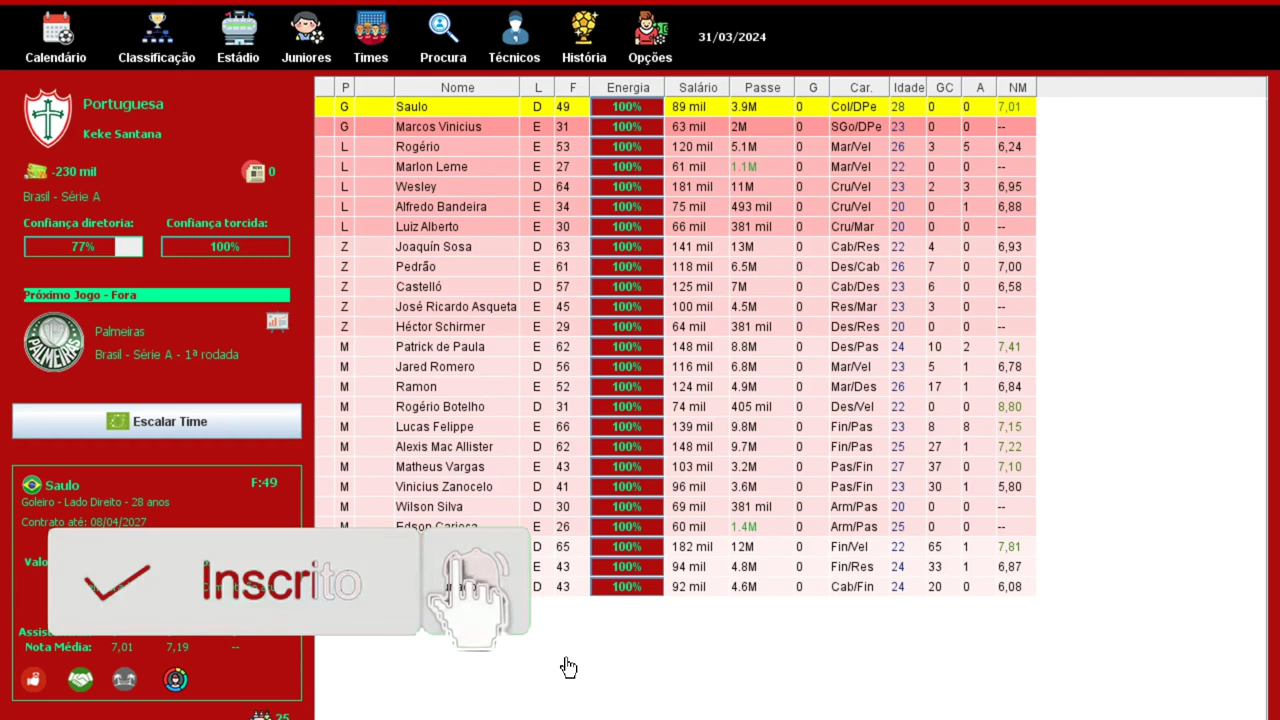 Calendário Classificação Estádio Juniores Times Procura Técnicos História Opções 31/03/2024
Portuguesa
Keke Santana
-230 mil 0
Brasil - Série A
Confiança diretoria: Confiança torcida:
77% 100%
Próximo Jogo - Fora
PALMEIRAS
Palmeiras
Brasil - Série A - 1ª rodada
Escalar Time
Saulo F:49
Goleiro - Lado Direito - 28 anos
Contrato até: 08/04/2027
Inscrito
Nota Média: 7,01 7,19 --
25
P Nome L F Energia Salário Passe G Car. Idade GC A NM
G Saulo D 49 100% 89 mil 3.9M 0 Col/DPe 28 0 0 7,01
G Marcos Vinicius E 31 100% 63 mil 2M 0 SGo/DPe 23 0 0 --
L Rogério E 53 100% 120 mil 5.1M 0 Mar/Vel 26 3 5 6,24
L Marlon Leme E 27 100% 61 mil 1.1M 0 Mar/Vel 22 0 0 --
L Wesley D 64 100% 181 mil 11M 0 Cru/Vel 23 2 3 6,95
L Alfredo Bandeira E 34 100% 75 mil 493 mil 0 Cru/Vel 20 0 1 6,88
L Luiz Alberto E 30 100% 66 mil 381 mil 0 Cru/Mar 20 0 0 --
Z Joaquín Sosa D 63 100% 141 mil 13M 0 Cab/Res 22 4 0 6,93
Z Pedrão E 61 100% 118 mil 6.5M 0 Des/Cab 26 7 0 7,00
Z Castelló D 57 100% 125 mil 7M 0 Cab/Des 23 6 0 6,58
Z José Ricardo Asqueta E 45 100% 100 mil 4.5M 0 Res/Mar 23 3 0 --
Z Héctor Schirmer E 29 100% 64 mil 381 mil 0 Des/Res 20 0 0 --
M Patrick de Paula E 62 100% 148 mil 8.8M 0 Des/Pas 24 10 2 7,41
M Jared Romero D 56 100% 116 mil 6.8M 0 Mar/Vel 23 5 1 6,78
M Ramon E 52 100% 124 mil 4.9M 0 Mar/Des 26 17 1 6,84
M Rogério Botelho D 31 100% 74 mil 405 mil 0 Des/Vel 22 0 0 8,80
M Lucas Felippe E 66 100% 139 mil 9.8M 0 Fin/Pas 23 8 8 7,15
M Alexis Mac Allister D 62 100% 148 mil 9.7M 0 Fin/Pas 25 27 1 7,22
M Matheus Vargas E 43 100% 103 mil 3.2M 0 Pas/Fin 27 37 0 7,10
M Vinicius Zanocelo D 41 100% 96 mil 3.6M 0 Pas/Fin 23 30 1 5,80
M Wilson Silva D 30 100% 69 mil 381 mil 0 Arm/Pas 20 0 0 --
M Edson Carioca E 26 100% 60 mil 1.4M 0 Arm/Pas 25 0 0 --
D 65 100% 182 mil 12M 0 Fin/Vel 22 65 1 7,81
E 43 100% 94 mil 4.8M 0 Fin/Res 24 33 1 6,87
D 43 100% 92 mil 4.6M 0 Cab/Fin 24 20 0 6,08